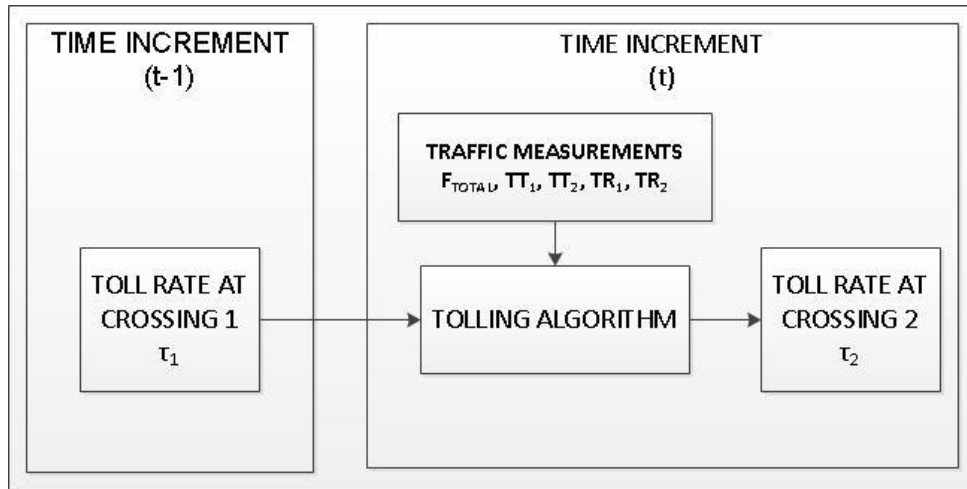 TIME INCREMENT
(t-1)
TOLL RATE AT
CROSSING 1
τ₁
TIME INCREMENT
(t)
TRAFFIC MEASUREMENTS
F_TOTAL, TT₁, TT₂, TR₁, TR₂
TOLLING ALGORITHM
TOLL RATE AT
CROSSING 2
τ₂